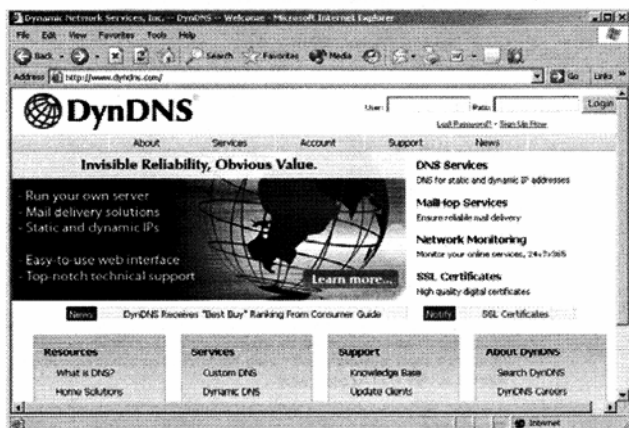 Dynamic Network Services, Inc. -- DynDNS -- Welcome - Microsoft Internet Explorer
File Edit View Favorites Tools Help
Back Search Favorites Media
Address http://www.dyndns.com/ Go Links »
DynDNS User: Pass: Login
Lost Password? - Sign Up Now
About Services Account Support News
Invisible Reliability, Obvious Value.
- Run your own server
- Mail delivery solutions
- Static and dynamic IPs
- Easy-to-use web interface
- Top-notch technical support
Learn more...
DNS Services
DNS for static and dynamic IP addresses
MailHop Services
Ensure reliable mail delivery
Network Monitoring
Monitor your online services, 24x7x365
SSL Certificates
High quality digital certificates
News DynDNS Receives "Best Buy" Ranking From Consumer Guide Notify SSL Certificates
Resources
What is DNS?
Home Solutions
Services
Custom DNS
Dynamic DNS
Support
Knowledge Base
Update Clients
About DynDNS
Search DynDNS
DynDNS Careers
Internet